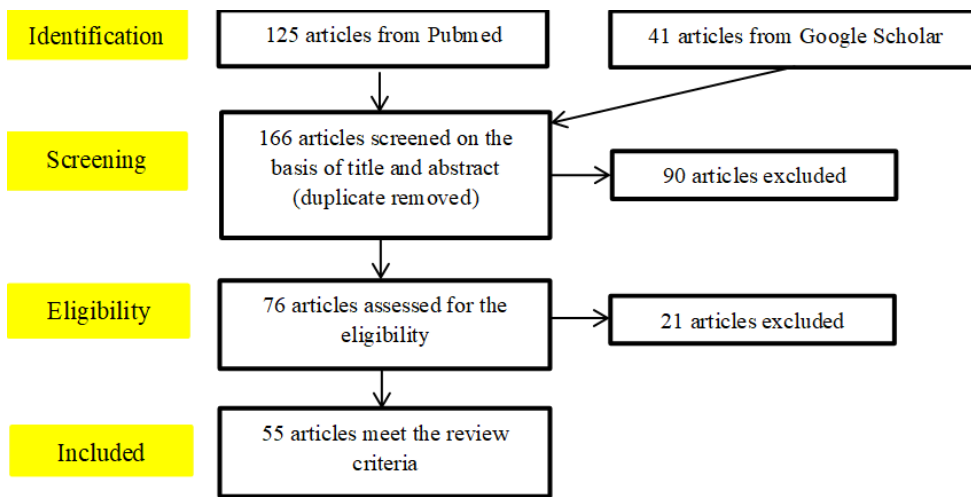 Identification
125 articles from Pubmed
41 articles from Google Scholar
Screening
166 articles screened on the
basis of title and abstract
(duplicate removed)
90 articles excluded
Eligibility
76 articles assessed for the
eligibility
21 articles excluded
Included
55 articles meet the review
criteria